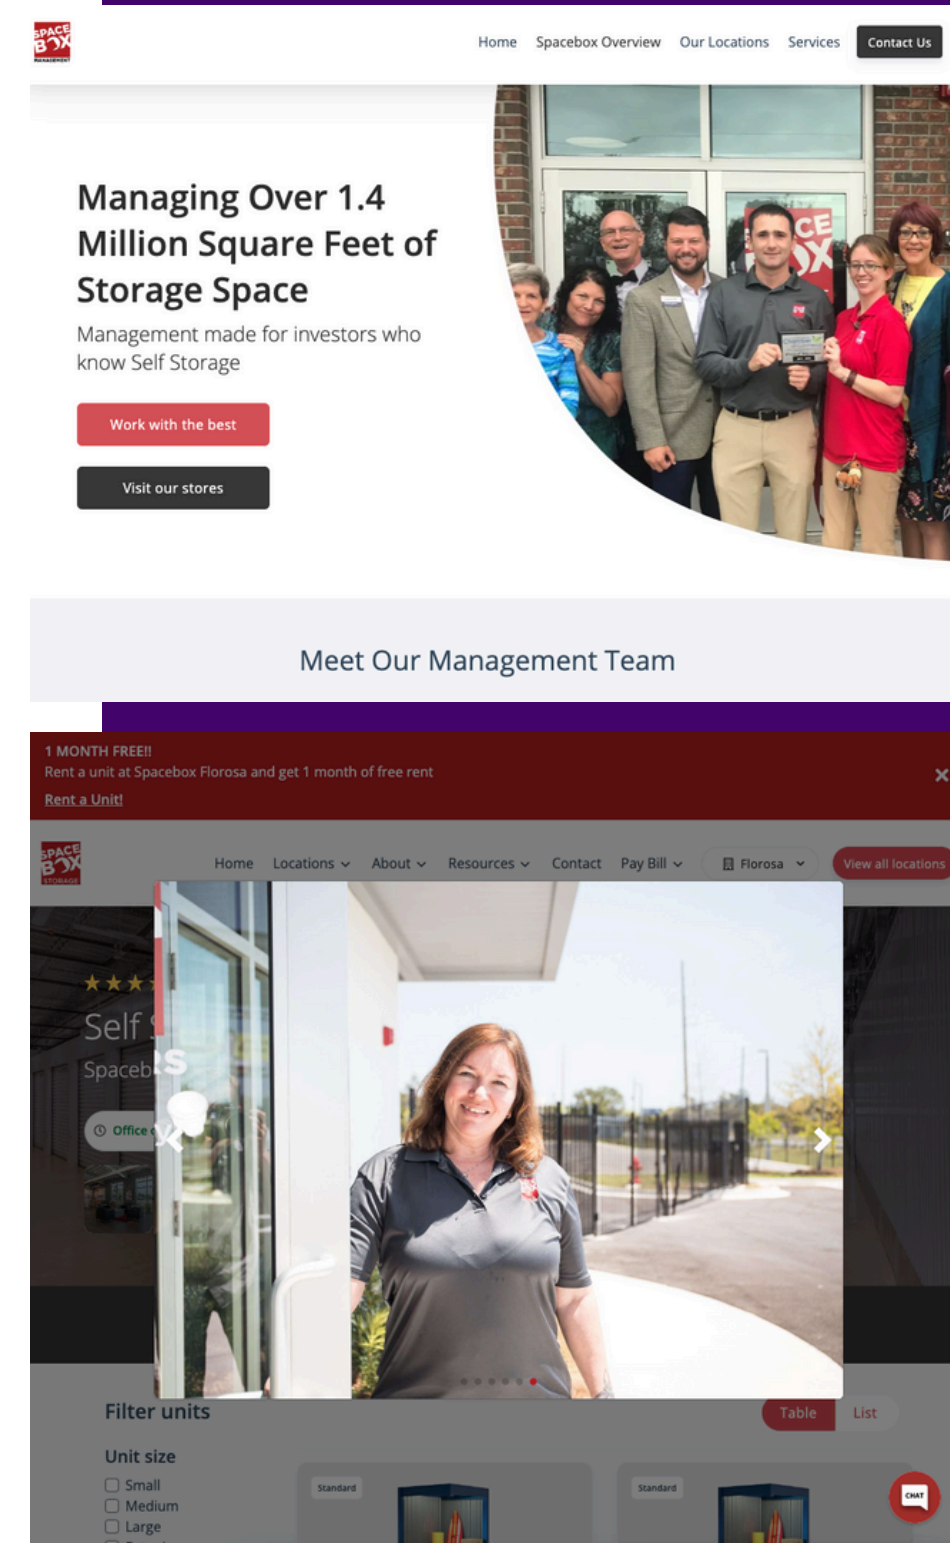 SPACE
BOX
MANAGEMENT
Home Spacebox Overview Our Locations Services Contact Us
Managing Over 1.4
Million Square Feet of
Storage Space
Management made for investors who
know Self Storage
Work with the best
Visit our stores
SPACE
BOX
Meet Our Management Team
1 MONTH FREE!!
Rent a unit at Spacebox Florosa and get 1 month of free rent
Rent a Unit!
SPACE
BOX
STORAGE
Home Locations About Resources Contact Pay Bill Florosa View all locations
Self
Spaceb
Office
Filter units
Table List
Unit size
Small
Medium
Large
Standard
Standard
CHAT